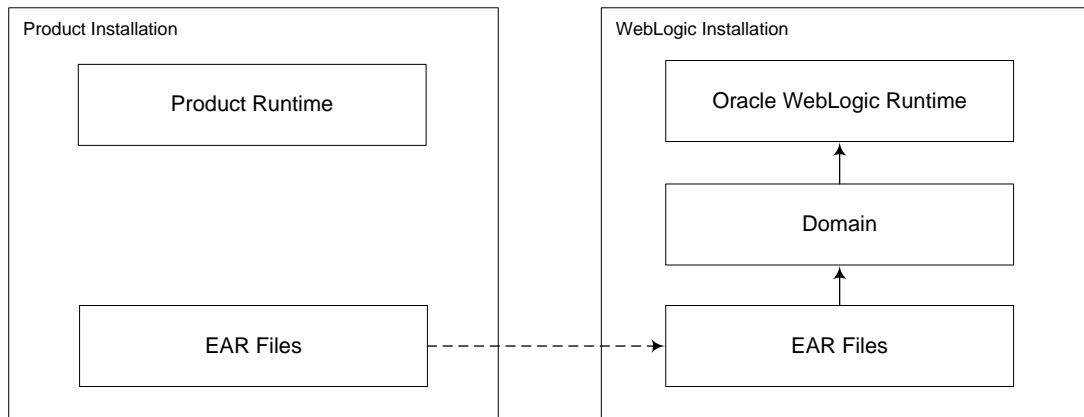 Product Installation
Product Runtime
EAR Files
WebLogic Installation
Oracle WebLogic Runtime
Domain
EAR Files